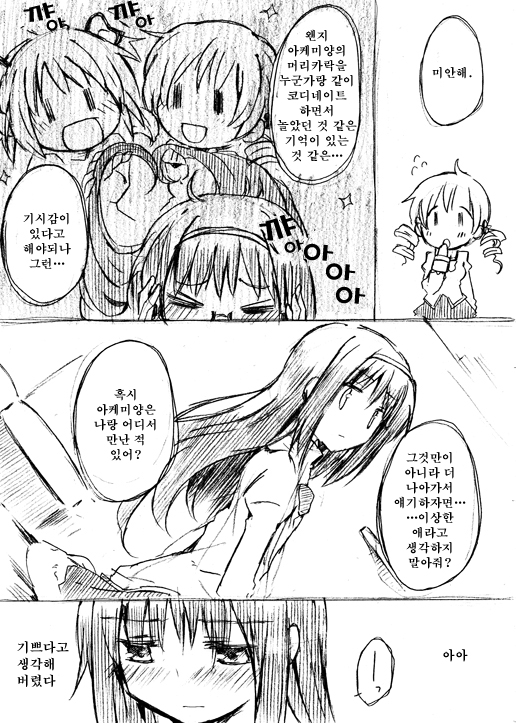 미안해.
왠지
아케미양의
머리카락을
누군가랑 같이
코디네이트
하면서
놀았던 것 같은
기억이 있는
것 같은…
기시감이
있다고
해야되나
그런…
꺄아
꺄아
꺄
아
아
아
아
그것만이
아니라 더
나아가서
얘기하자면…
…이상한
애라고
생각하지
말아줘?
혹시
아케미양은
나랑 어디서
만난 적
있어?
아아
기쁘다고
생각해
버렸다